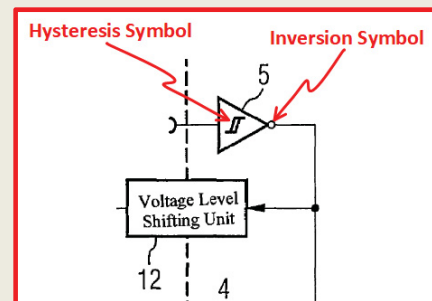 Hysteresis Symbol
Inversion Symbol
5
Voltage Level
Shifting Unit
12
4